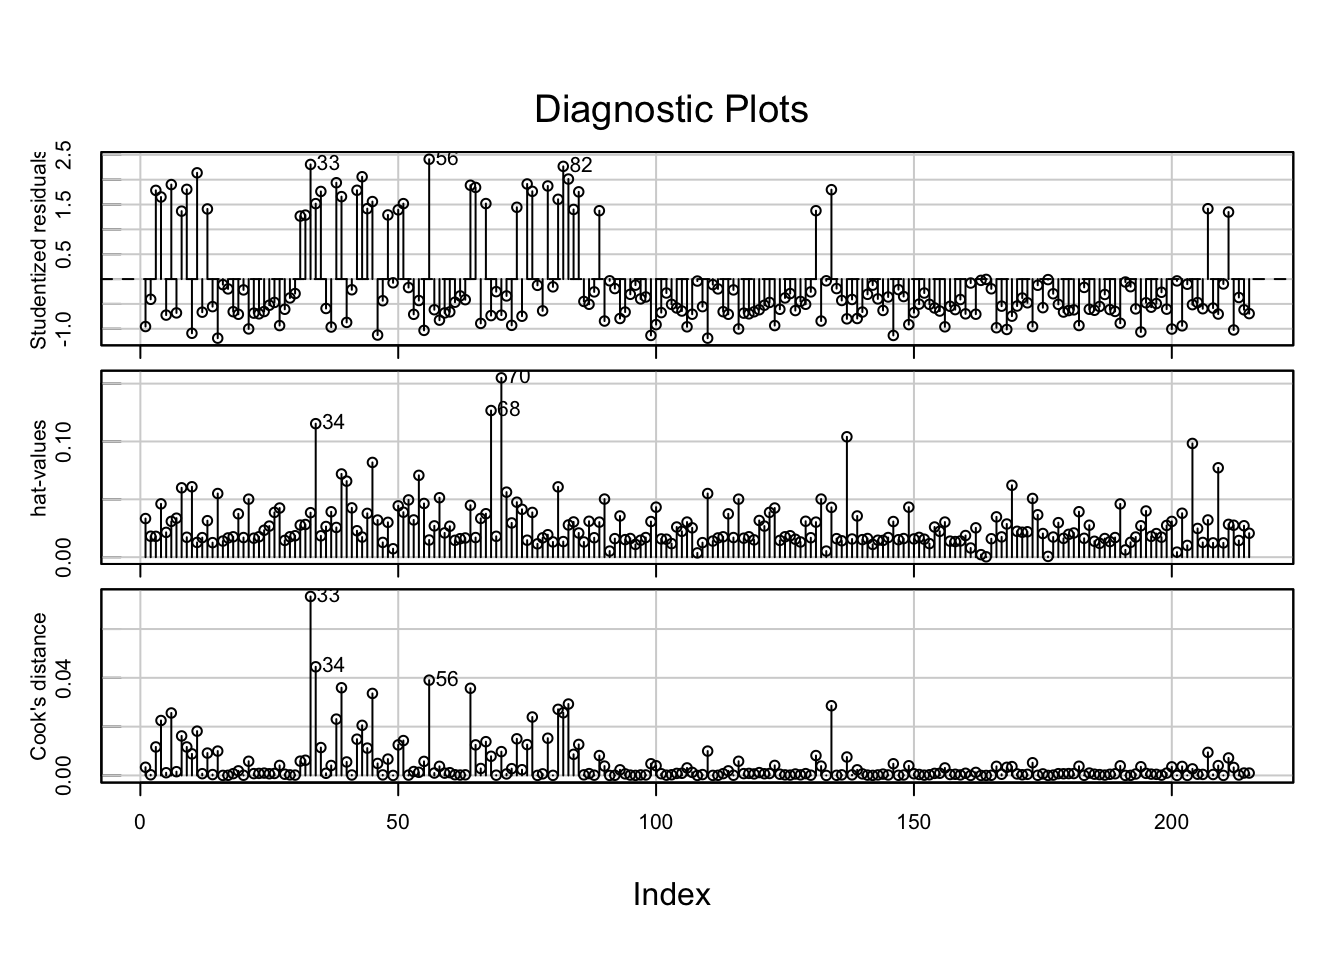 Diagnostic Plots
Studentized residuals
-1.0 0.5 1.5 2.5
33 56 82
hat-values
0.00 0.10
34 68 70
Cook's distance
0.00 0.04
33 34 56
0 50 100 150 200
Index